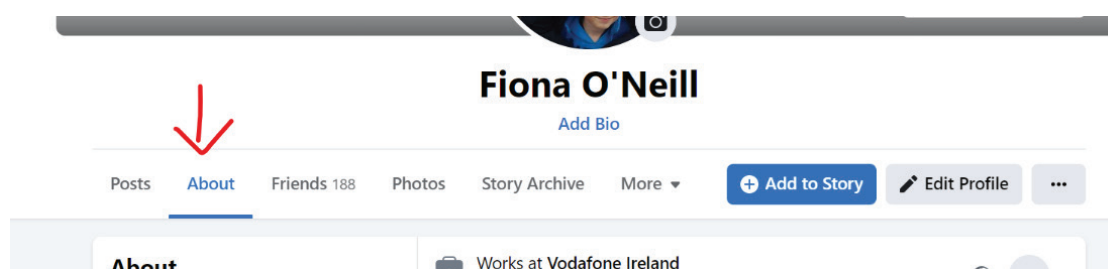 Fiona O'Neill
Add Bio
Posts About Friends 188 Photos Story Archive More Add to Story Edit Profile
About Works at Vodafone Ireland